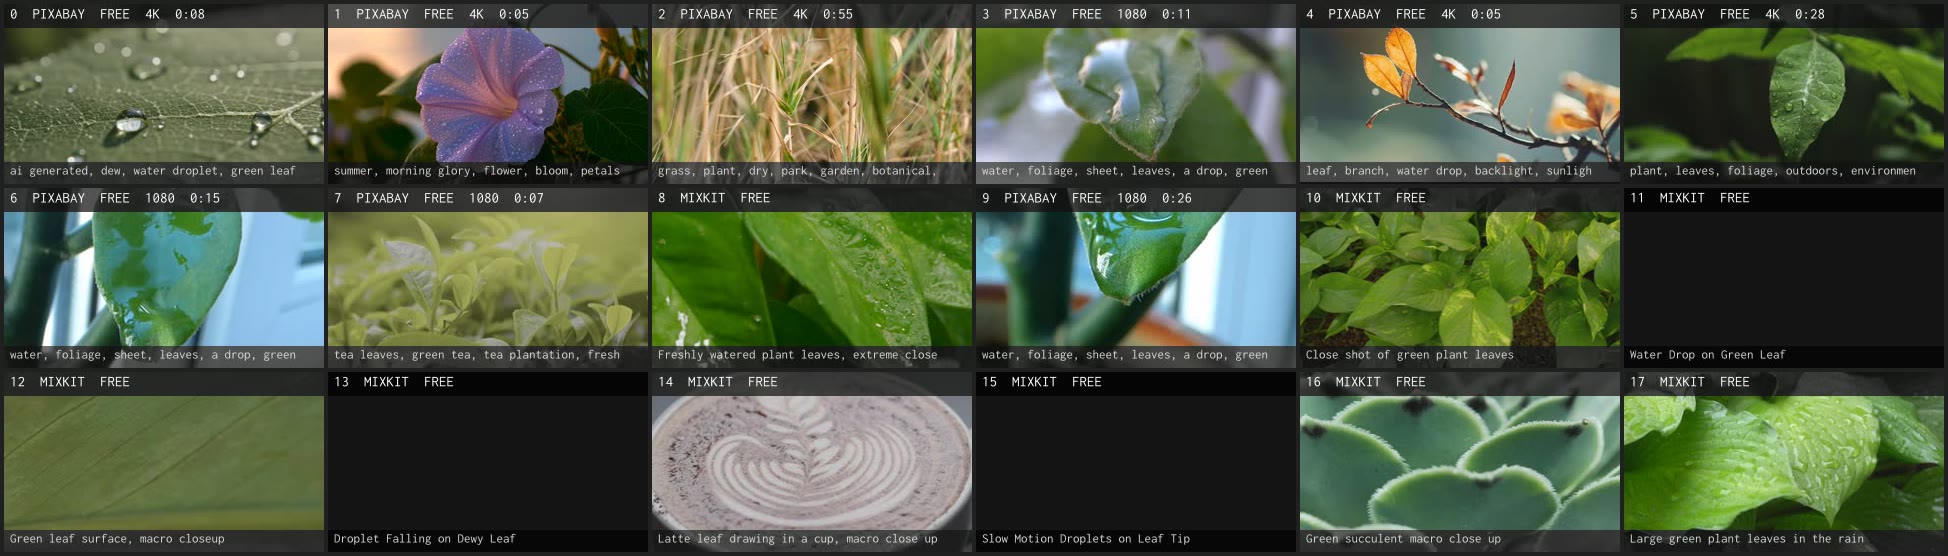 0 PIXABAY FREE 4K 0:08
1 PIXABAY FREE 4K 0:05
2 PIXABAY FREE 4K 0:55
3 PIXABAY FREE 1080 0:11
4 PIXABAY FREE 4K 0:05
5 PIXABAY FREE 4K 0:28
ai generated, dew, water droplet, green leaf
summer, morning glory, flower, bloom, petals
grass, plant, dry, park, garden, botanical,
water, foliage, sheet, leaves, a drop, green
leaf, branch, water drop, backlight, sunligh
plant, leaves, foliage, outdoors, environmen
6 PIXABAY FREE 1080 0:15
7 PIXABAY FREE 1080 0:07
8 MIXKIT FREE
9 PIXABAY FREE 1080 0:26
10 MIXKIT FREE
11 MIXKIT FREE
water, foliage, sheet, leaves, a drop, green
tea leaves, green tea, tea plantation, fresh
Freshly watered plant leaves, extreme close
water, foliage, sheet, leaves, a drop, green
Close shot of green plant leaves
Water Drop on Green Leaf
12 MIXKIT FREE
13 MIXKIT FREE
14 MIXKIT FREE
15 MIXKIT FREE
16 MIXKIT FREE
17 MIXKIT FREE
Green leaf surface, macro closeup
Droplet Falling on Dewy Leaf
Latte leaf drawing in a cup, macro close up
Slow Motion Droplets on Leaf Tip
Green succulent macro close up
Large green plant leaves in the rain